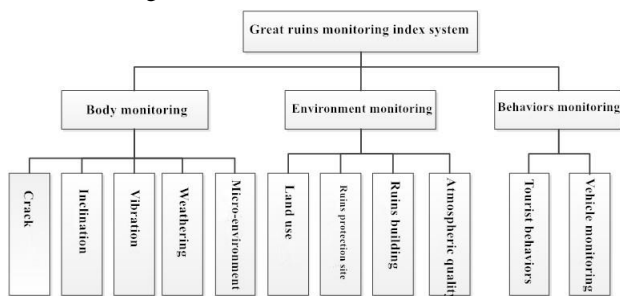 Great ruins monitoring index system
Body monitoring
Environment monitoring
Behaviors monitoring
Crack
Inclination
Vibration
Weathering
Micro-environment
Land use
Ruins protection site
Ruins building
Atmospheric quality
Tourist behaviors
Vehicle monitoring